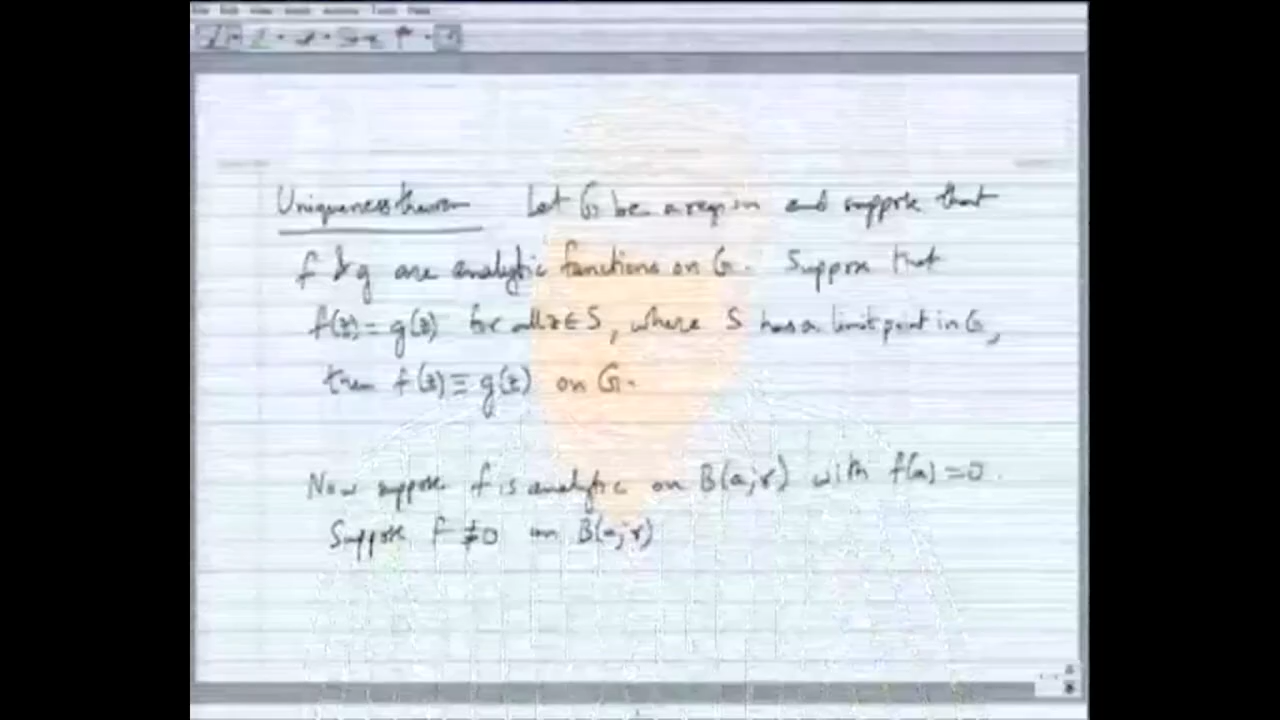 Uniqueness theorem Let G be a region and suppose that
f & g are analytic functions on G. Suppose that
f(z) = g(z) for all z ∈ S, where S has a limit point in G,
then f(z) ≡ g(z) on G.
Now suppose f is analytic on B(a;r) with f(a) = 0.
Suppose f ≢ 0 on B(a;r)